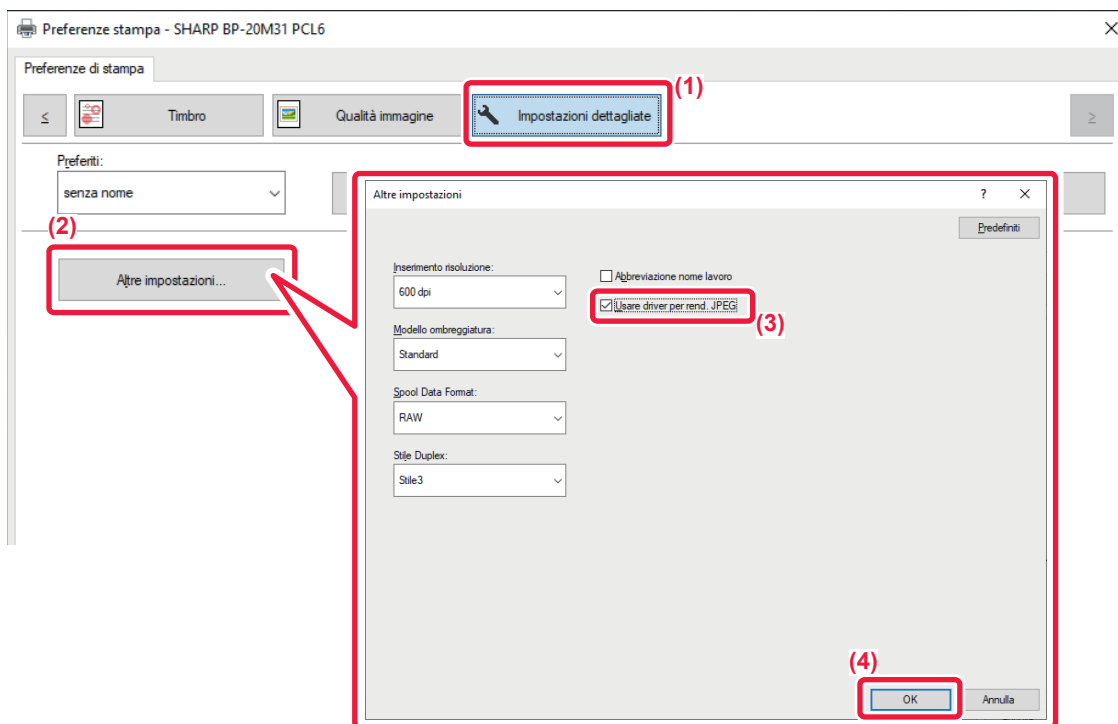 Preferenze stampa - SHARP BP-20M31 PCL6
Preferenze di stampa
(1)
<
Timbro
Qualità immagine
Impostazioni dettagliate
>
Preferiti:
senza nome
(2)
Altre impostazioni...
Altre impostazioni
?
Predefiniti
Inserimento risoluzione:
600 dpi
Abbreviazione nome lavoro
Usare driver per rend. JPEG
(3)
Modello ombreggiatura:
Standard
Spool Data Format:
RAW
Stile Duplex:
Stile3
(4)
OK
Annulla